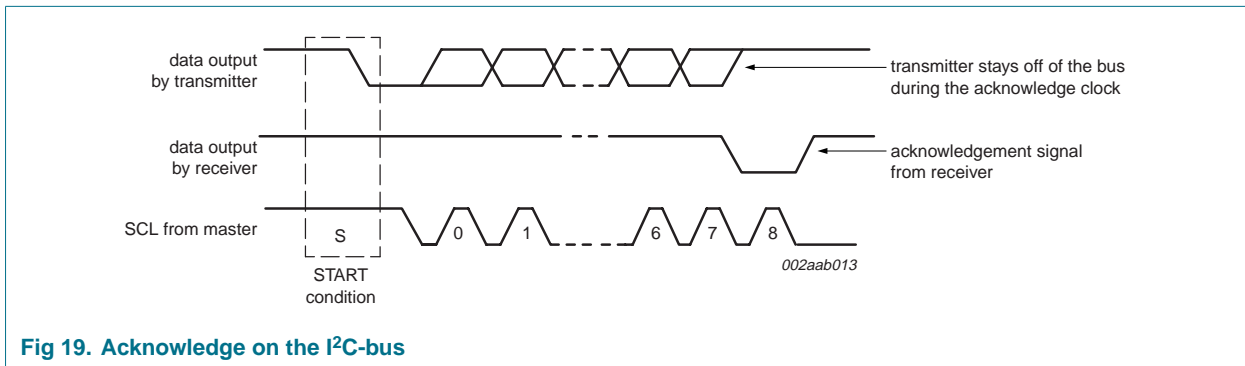 data output
by transmitter
transmitter stays off of the bus
during the acknowledge clock
data output
by receiver
acknowledgement signal
from receiver
SCL from master
S
0
1
6
7
8
002aab013
START
condition
Fig 19. Acknowledge on the I²C-bus